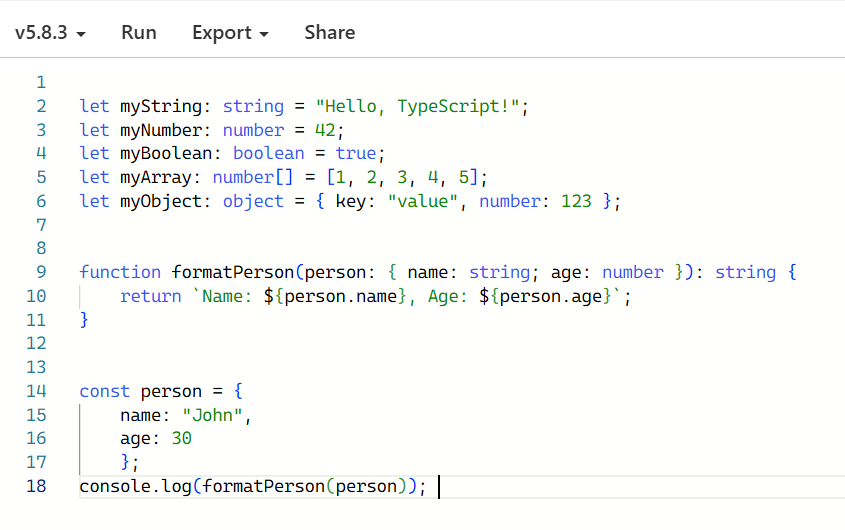 v5.8.3 Run Export Share
1
2 let myString: string = "Hello, TypeScript!";
3 let myNumber: number = 42;
4 let myBoolean: boolean = true;
5 let myArray: number[] = [1, 2, 3, 4, 5];
6 let myObject: object = { key: "value", number: 123 };
7
8
9 function formatPerson(person: { name: string; age: number }): string {
10     return `Name: ${person.name}, Age: ${person.age}`;
11 }
12
13
14 const person = {
15     name: "John",
16     age: 30
17     };
18 console.log(formatPerson(person));